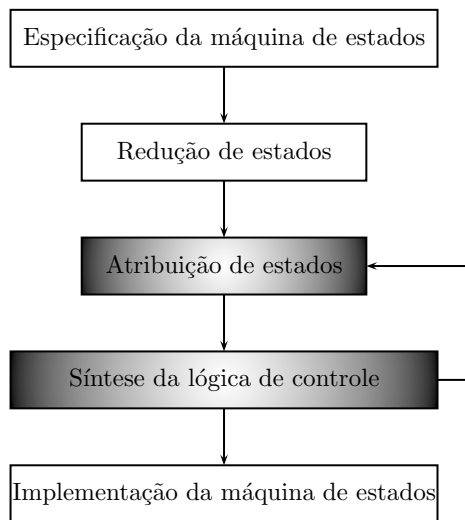 Especificação da máquina de estados
Redução de estados
Atribuição de estados
Síntese da lógica de controle
Implementação da máquina de estados